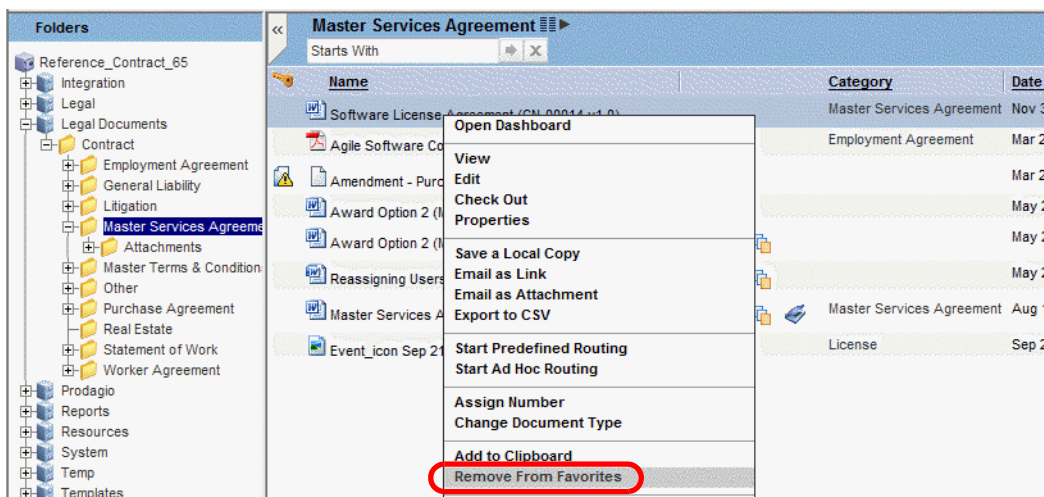 Folders
Reference_Contract_65
Integration
Legal
Legal Documents
Contract
Employment Agreement
General Liability
Litigation
Master Services Agreeme
Attachments
Master Terms & Condition
Other
Purchase Agreement
Real Estate
Statement of Work
Worker Agreement
Prodagio
Reports
Resources
System
Temp
Templates
Master Services Agreement
Starts With
Name Category Date
Software License Agreement (CN-00014 v1.0) Master Services Agreement Nov 3
Agile Software Co Employment Agreement Mar 2
Amendment - Purc Mar 2
Award Option 2 (M May 2
Award Option 2 (M May 2
Reassigning Users May 2
Master Services A Master Services Agreement Aug 1
Event_icon Sep 21 License Sep 2
Open Dashboard
View
Edit
Check Out
Properties
Save a Local Copy
Email as Link
Email as Attachment
Export to CSV
Start Predefined Routing
Start Ad Hoc Routing
Assign Number
Change Document Type
Add to Clipboard
Remove From Favorites